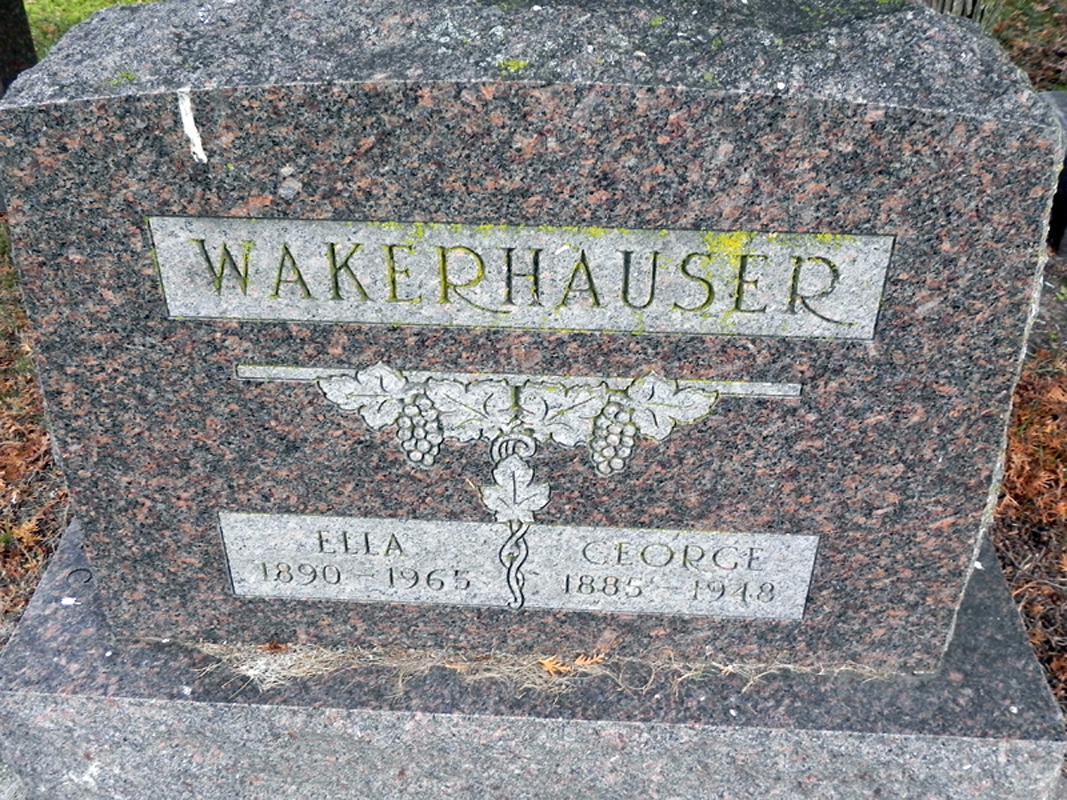 WAKERHAUSER
ELLA
1890 – 1965
GEORGE
1885 – 1948